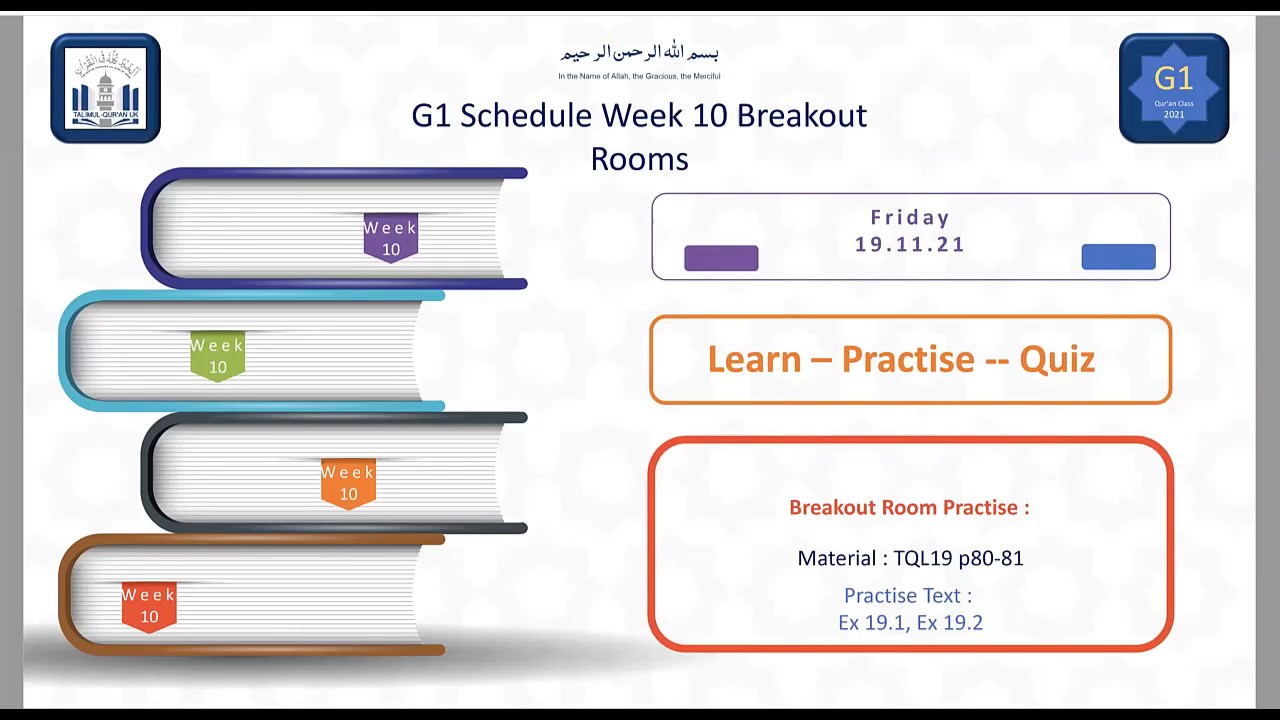 بسم الله الرحمن الرحيم
In the Name of Allah, the Gracious, the Merciful
G1 Schedule Week 10 Breakout
Rooms
TALIMUL-QUR'AN UK
G1
Qur'an Class
2021
Week
10
Week
10
Week
10
Week
10
Friday
19.11.21
Learn – Practise -- Quiz
Breakout Room Practise :
Material : TQL19 p80-81
Practise Text :
Ex 19.1, Ex 19.2